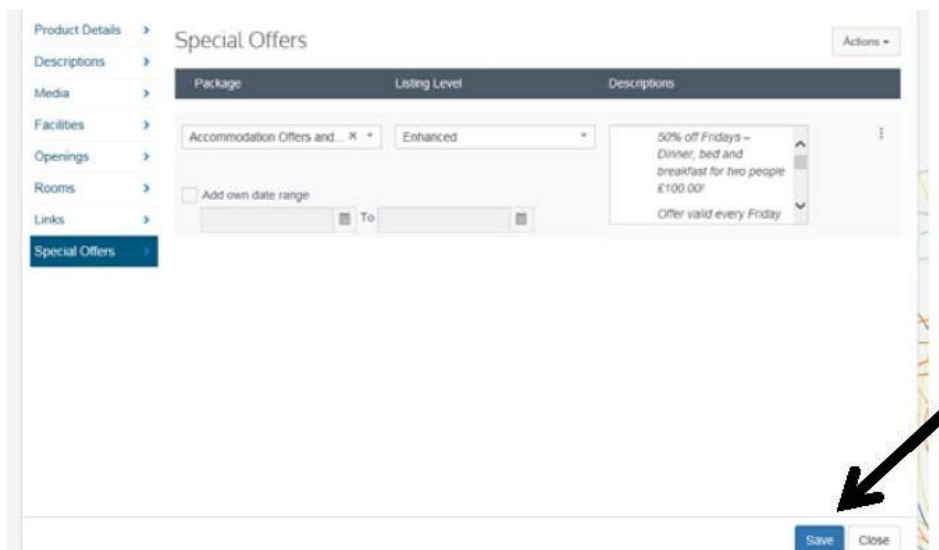 Product Details
Descriptions
Media
Facilities
Openings
Rooms
Links
Special Offers
Special Offers
Actions
Package Listing Level Descriptions
Accommodation Offers and... Enhanced
50% off Fridays –
Dinner, bed and
breakfast for two people
£100.00!
Offer valid every Friday
Add own date range
To
Save Close